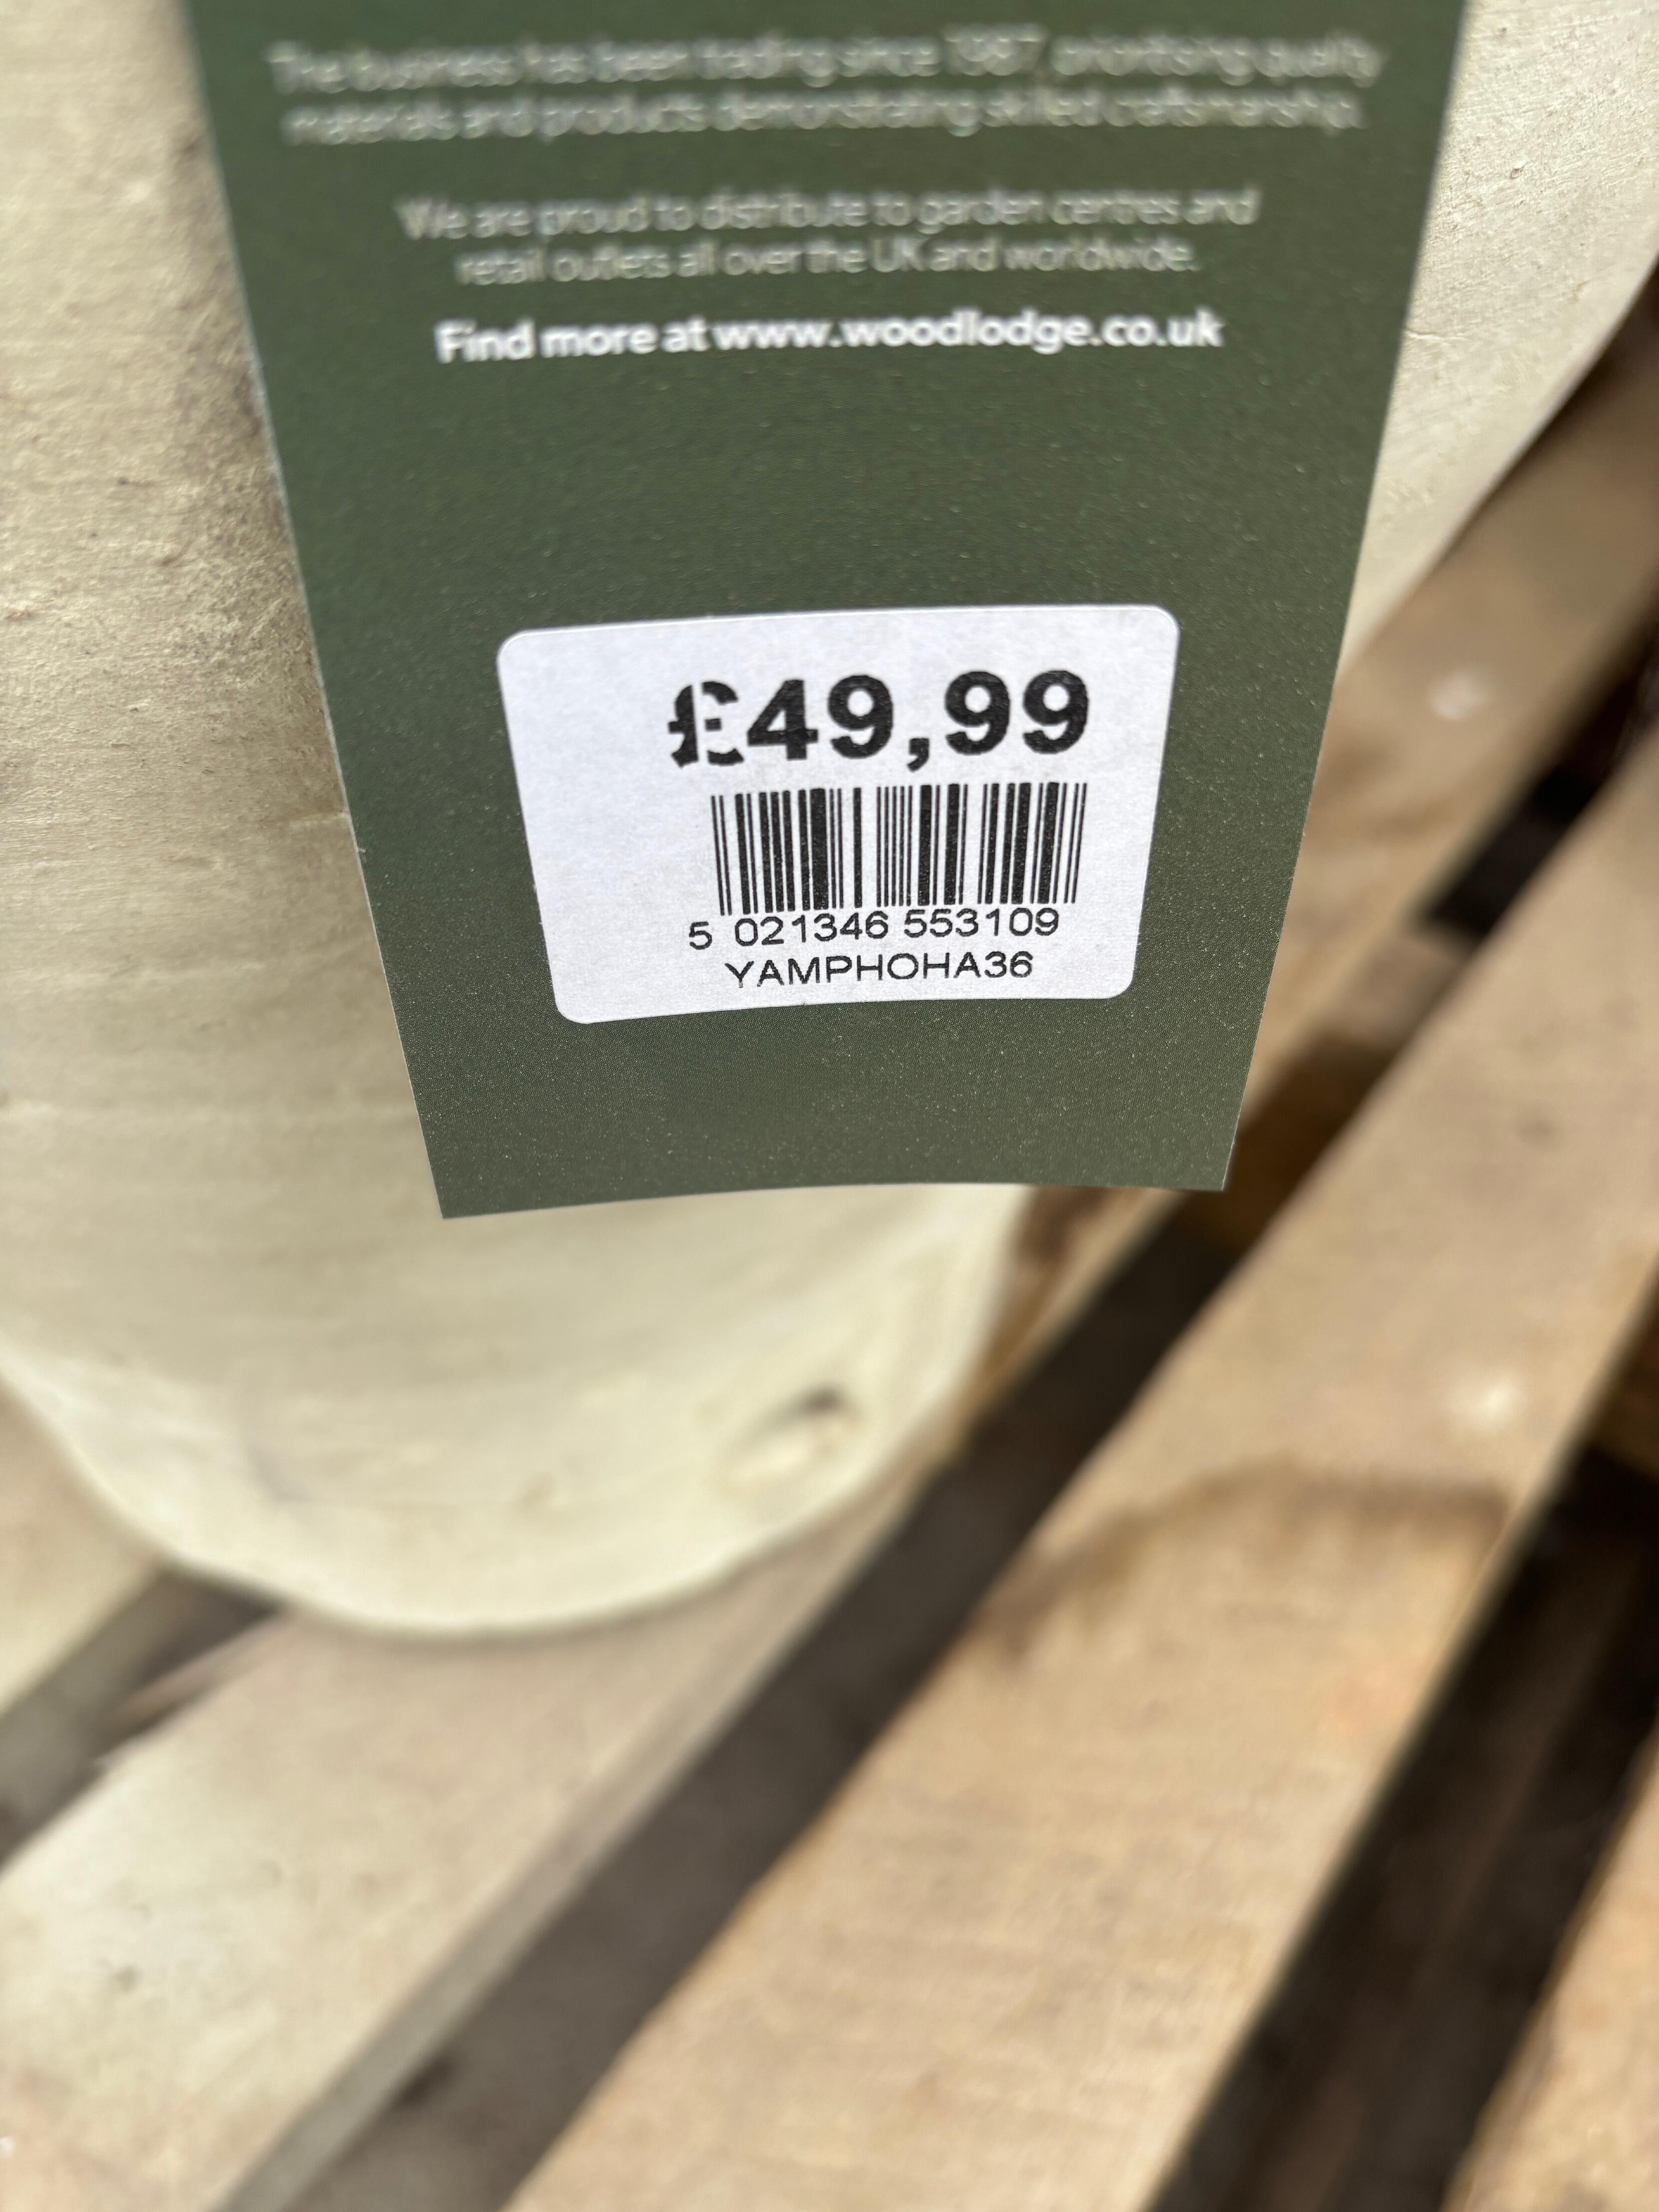 The business has been trading since 1987, prioritising quality
materials and products demonstrating skilled craftsmanship.
We are proud to distribute to garden centres and
retail outlets all over the UK and worldwide.
Find more at www.woodlodge.co.uk
£49,99
5 021346 553109
YAMPHOHA36